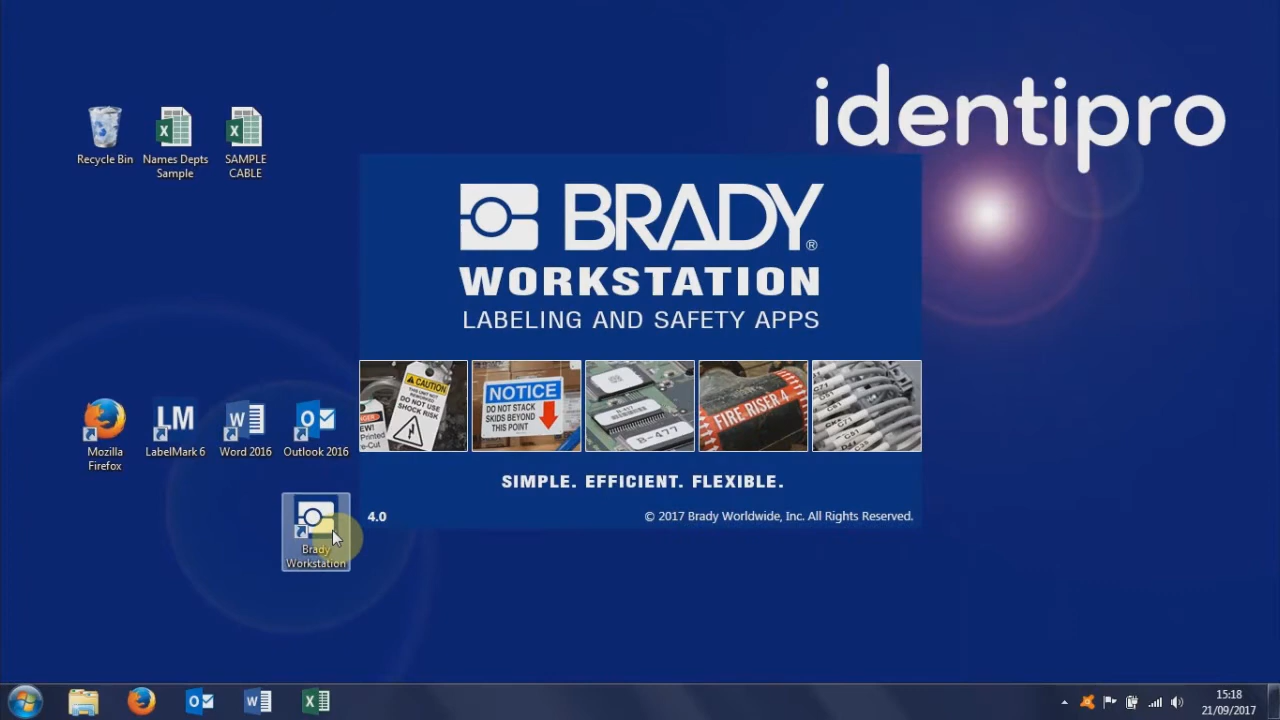 identipro
Recycle Bin
Names Depts
Sample
SAMPLE
CABLE
BRADY®
WORKSTATION
LABELING AND SAFETY APPS
CAUTION
DO NOT USE
SHOCK RISK
NOTICE
DO NOT STACK
SKIDS BEYOND
THIS POINT
B-477
FIRE RISER 4
SIMPLE. EFFICIENT. FLEXIBLE.
4.0
© 2017 Brady Worldwide, Inc. All Rights Reserved.
Mozilla
Firefox
LM
LabelMark 6
Word 2016
Outlook 2016
Brady
Workstation
15:18
21/09/2017